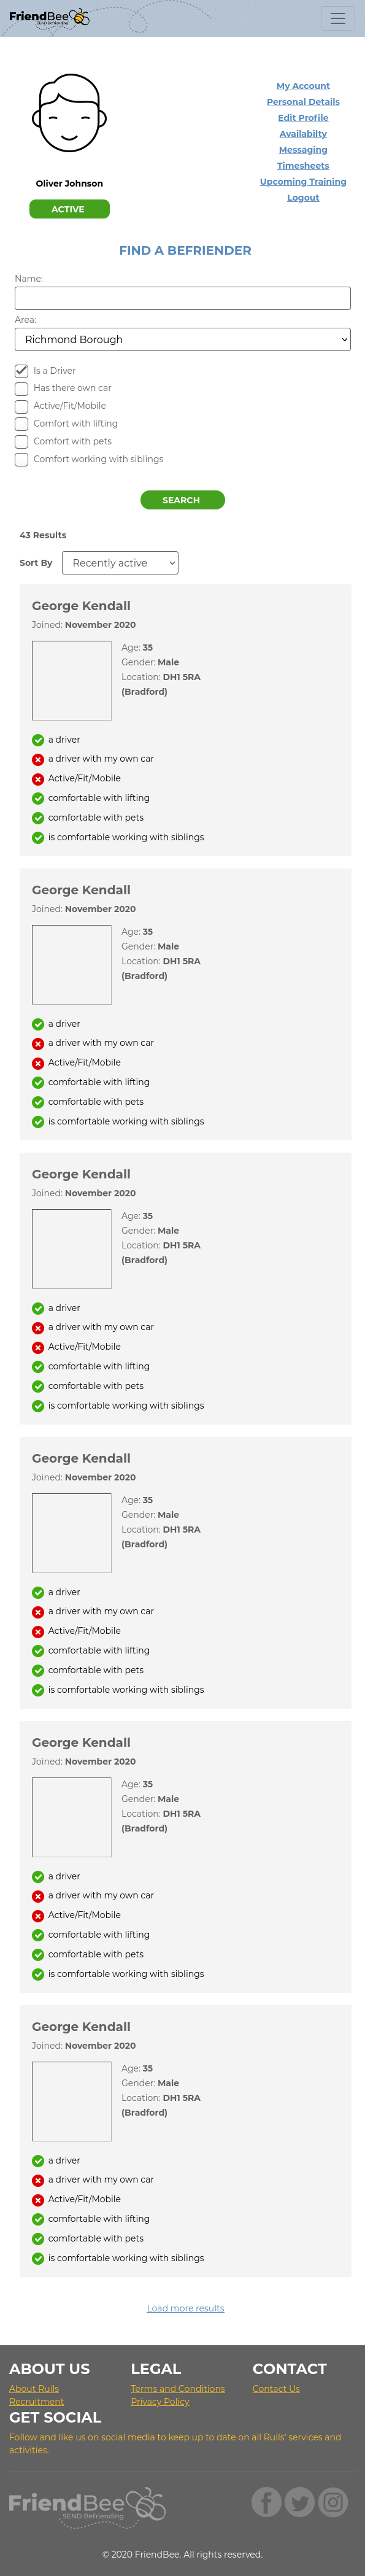 FriendBee
SEND Befriending
Oliver Johnson
ACTIVE
My Account
Personal Details
Edit Profile
Availabilty
Messaging
Timesheets
Upcoming Training
Logout
FIND A BEFRIENDER
Name:
Area:
Richmond Borough
Is a Driver
Has there own car
Active/Fit/Mobile
Comfort with lifting
Comfort with pets
Comfort working with siblings
SEARCH
43 Results
Sort By Recently active
George Kendall
Joined: November 2020
Age: 35
Gender: Male
Location: DH1 5RA
(Bradford)
a driver
a driver with my own car
Active/Fit/Mobile
comfortable with lifting
comfortable with pets
is comfortable working with siblings
George Kendall
Joined: November 2020
Age: 35
Gender: Male
Location: DH1 5RA
(Bradford)
a driver
a driver with my own car
Active/Fit/Mobile
comfortable with lifting
comfortable with pets
is comfortable working with siblings
George Kendall
Joined: November 2020
Age: 35
Gender: Male
Location: DH1 5RA
(Bradford)
a driver
a driver with my own car
Active/Fit/Mobile
comfortable with lifting
comfortable with pets
is comfortable working with siblings
George Kendall
Joined: November 2020
Age: 35
Gender: Male
Location: DH1 5RA
(Bradford)
a driver
a driver with my own car
Active/Fit/Mobile
comfortable with lifting
comfortable with pets
is comfortable working with siblings
George Kendall
Joined: November 2020
Age: 35
Gender: Male
Location: DH1 5RA
(Bradford)
a driver
a driver with my own car
Active/Fit/Mobile
comfortable with lifting
comfortable with pets
is comfortable working with siblings
George Kendall
Joined: November 2020
Age: 35
Gender: Male
Location: DH1 5RA
(Bradford)
a driver
a driver with my own car
Active/Fit/Mobile
comfortable with lifting
comfortable with pets
is comfortable working with siblings
Load more results
ABOUT US
About Ruils
Recruitment
LEGAL
Terms and Conditions
Privacy Policy
CONTACT
Contact Us
GET SOCIAL
Follow and like us on social media to keep up to date on all Ruils' services and
activities.
FriendBee
SEND Befriending
© 2020 FriendBee. All rights reserved.